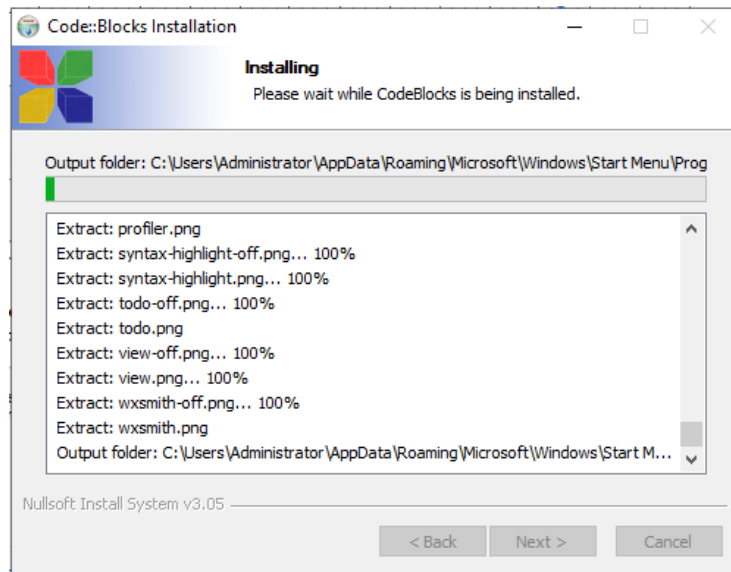 Code::Blocks Installation
Installing
Please wait while CodeBlocks is being installed.
Output folder: C:\Users\Administrator\AppData\Roaming\Microsoft\Windows\Start Menu\Prog
Extract: profiler.png
Extract: syntax-highlight-off.png... 100%
Extract: syntax-highlight.png... 100%
Extract: todo-off.png... 100%
Extract: todo.png
Extract: view-off.png... 100%
Extract: view.png... 100%
Extract: wxsmith-off.png... 100%
Extract: wxsmith.png
Output folder: C:\Users\Administrator\AppData\Roaming\Microsoft\Windows\Start M...
Nullsoft Install System v3.05
< Back Next > Cancel